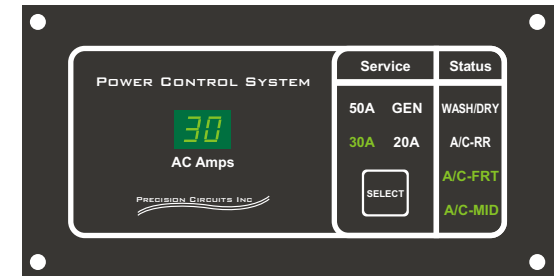 POWER CONTROL SYSTEM
30
AC Amps
PRECISION CIRCUITS INC
Service
50A GEN
30A 20A
SELECT
Status
WASH/DRY
A/C-RR
A/C-FRT
A/C-MID